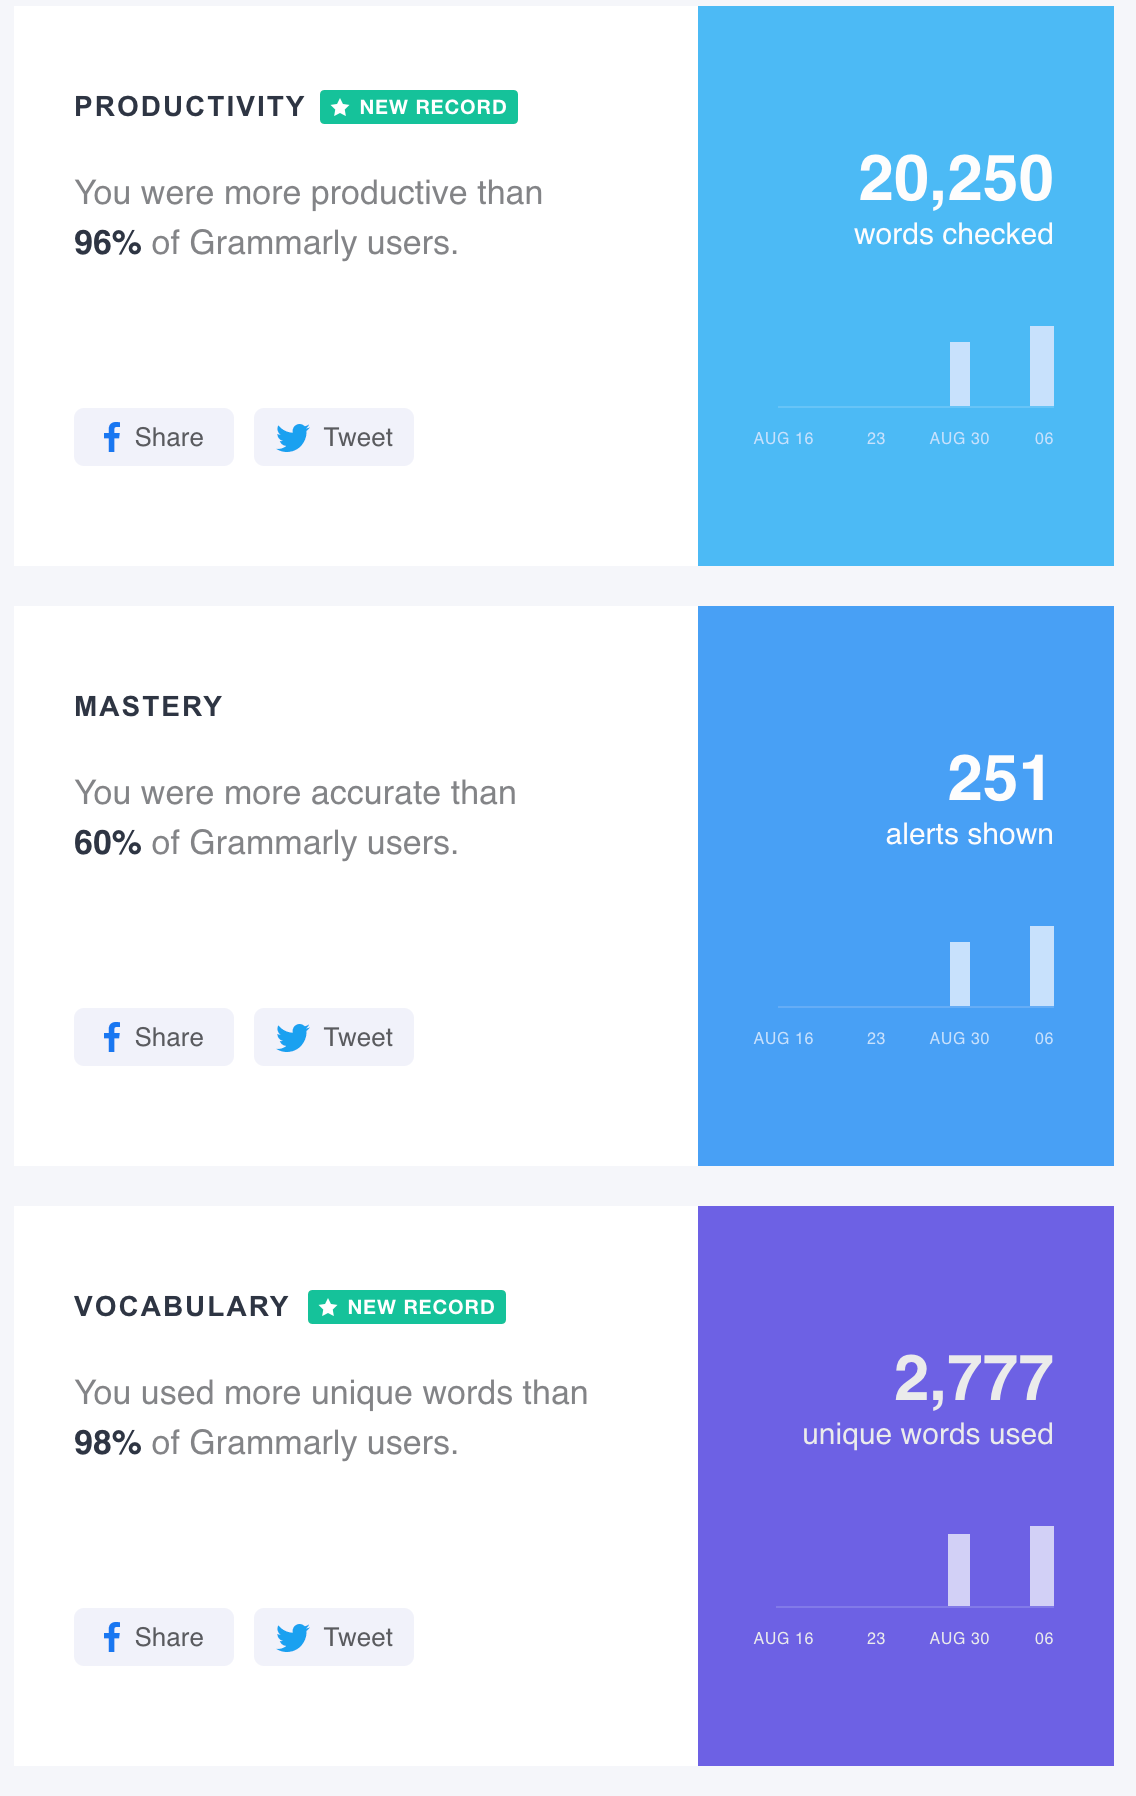 PRODUCTIVITY NEW RECORD
You were more productive than
96% of Grammarly users.
Share Tweet
20,250
words checked
AUG 16 23 AUG 30 06
MASTERY
You were more accurate than
60% of Grammarly users.
Share Tweet
251
alerts shown
AUG 16 23 AUG 30 06
VOCABULARY NEW RECORD
You used more unique words than
98% of Grammarly users.
Share Tweet
2,777
unique words used
AUG 16 23 AUG 30 06